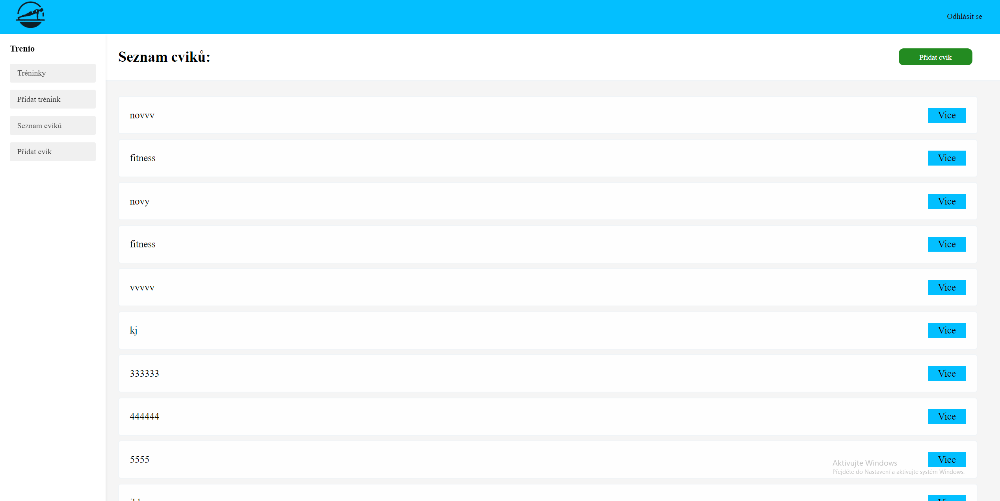 Odhlásit se
Trenio
Tréninky
Přidat trénink
Seznam cviků
Přidat cvik
Seznam cviků:
Přidat cvik
novvv
Vice
fitness
Vice
novy
Vice
fitness
Vice
vvvvv
Vice
kj
Vice
333333
Vice
444444
Vice
5555
Vice
Aktivujte Windows
Přejděte do Nastavení a aktivujte systém Windows.